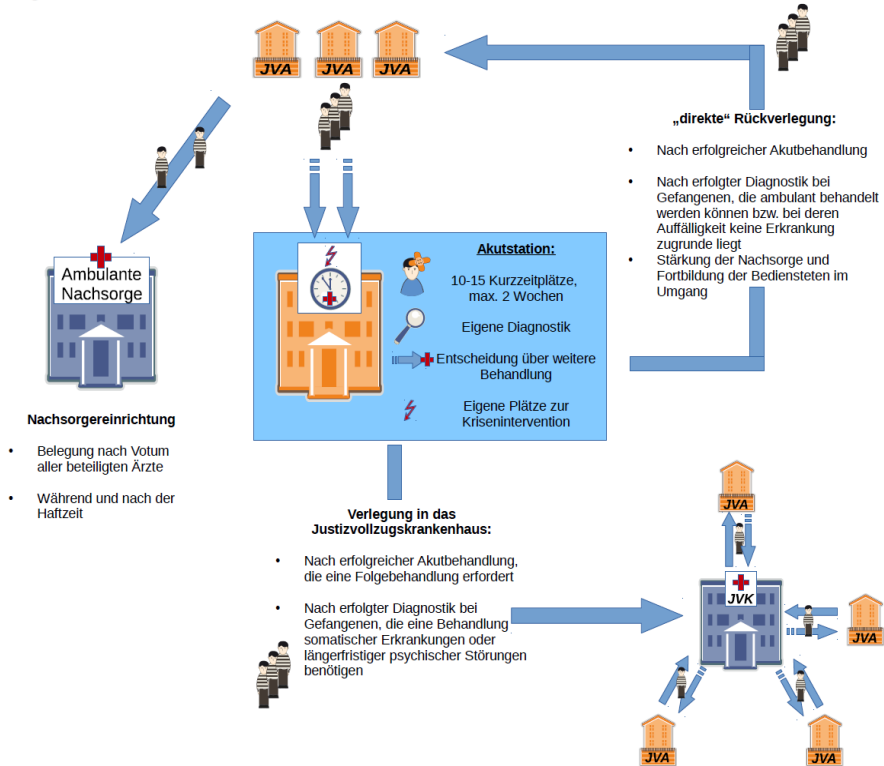 JVA JVA JVA
„direkte“ Rückverlegung:
• Nach erfolgreicher Akutbehandlung
• Nach erfolgter Diagnostik bei
Gefangenen, die ambulant behandelt
werden können bzw. bei deren
Auffälligkeit keine Erkrankung
zugrunde liegt
• Stärkung der Nachsorge und
Fortbildung der Bediensteten im
Umgang
Ambulante
Nachsorge
Akutstation:
10-15 Kurzzeitplätze,
max. 2 Wochen
Eigene Diagnostik
Entscheidung über weitere
Behandlung
Eigene Plätze zur
Krisenintervention
Nachsorgereinrichtung
• Belegung nach Votum
aller beteiligten Ärzte
• Während und nach der
Haftzeit
Verlegung in das
Justizvollzugskrankenhaus:
• Nach erfolgreicher Akutbehandlung,
die eine Folgebehandlung erfordert
• Nach erfolgter Diagnostik bei
Gefangenen, die eine Behandlung
somatischer Erkrankungen oder
längerfristiger psychischer Störungen
benötigen
JVA
JVK
JVA
JVA
JVA